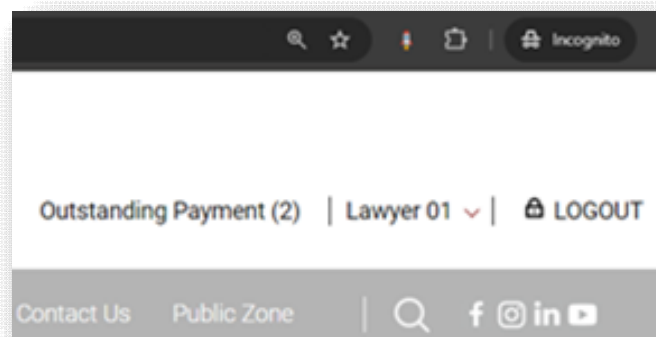 Incognito
Outstanding Payment (2) | Lawyer 01 | LOGOUT
Contact Us Public Zone